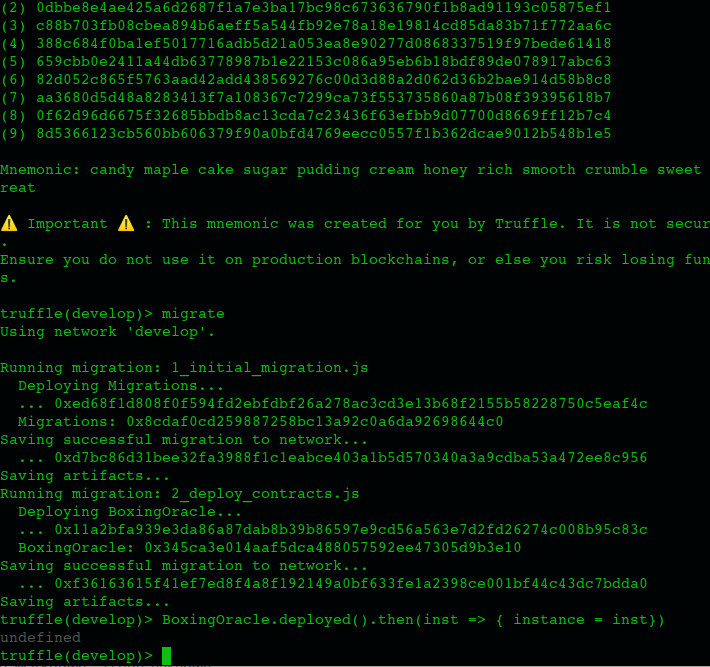 (2) 0dbbe8e4ae425a6d2687f1a7e3ba17bc98c673636790f1b8ad91193c05875ef1
(3) c88b703fb08cbea894b6aeff5a544fb92e78a18e19814cd85da83b71f772aa6c
(4) 388c684f0ba1ef5017716adb5d21a053ea8e90277d0868337519f97bede61418
(5) 659cbb0e2411a44db63778987b1e22153c086a95eb6b18bdf89de078917abc63
(6) 82d052c865f5763aad42add438569276c00d3d88a2d062d36b2bae914d58b8c8
(7) aa3680d5d48a8283413f7a108367c7299ca73f553735860a87b08f39395618b7
(8) 0f62d96d6675f32685bbdb8ac13cda7c23436f63efbb9d07700d8669ff12b7c4
(9) 8d5366123cb560bb606379f90a0bfd4769eecc0557f1b362dcae9012b548b1e5
Mnemonic: candy maple cake sugar pudding cream honey rich smooth crumble sweet
reat
⚠️ Important ⚠️ : This mnemonic was created for you by Truffle. It is not secur
.
Ensure you do not use it on production blockchains, or else you risk losing fun
s.
truffle(develop)> migrate
Using network 'develop'.
Running migration: 1_initial_migration.js
Deploying Migrations...
... 0xed68f1d808f0f594fd2ebfdbf26a278ac3cd3e13b68f2155b58228750c5eaf4c
Migrations: 0x8cdaf0cd259887258bc13a92c0a6da92698644c0
Saving successful migration to network...
... 0xd7bc86d31bee32fa3988f1c1eabce403a1b5d570340a3a9cdba53a472ee8c956
Saving artifacts...
Running migration: 2_deploy_contracts.js
Deploying BoxingOracle...
... 0x11a2bfa939e3da86a87dab8b39b86597e9cd56a563e7d2fd26274c008b95c83c
BoxingOracle: 0x345ca3e014aaf5dca488057592ee47305d9b3e10
Saving successful migration to network...
... 0xf36163615f41ef7ed8f4a8f192149a0bf633fe1a2398ce001bf44c43dc7bdda0
Saving artifacts...
truffle(develop)> BoxingOracle.deployed().then(inst => { instance = inst})
undefined
truffle(develop)>